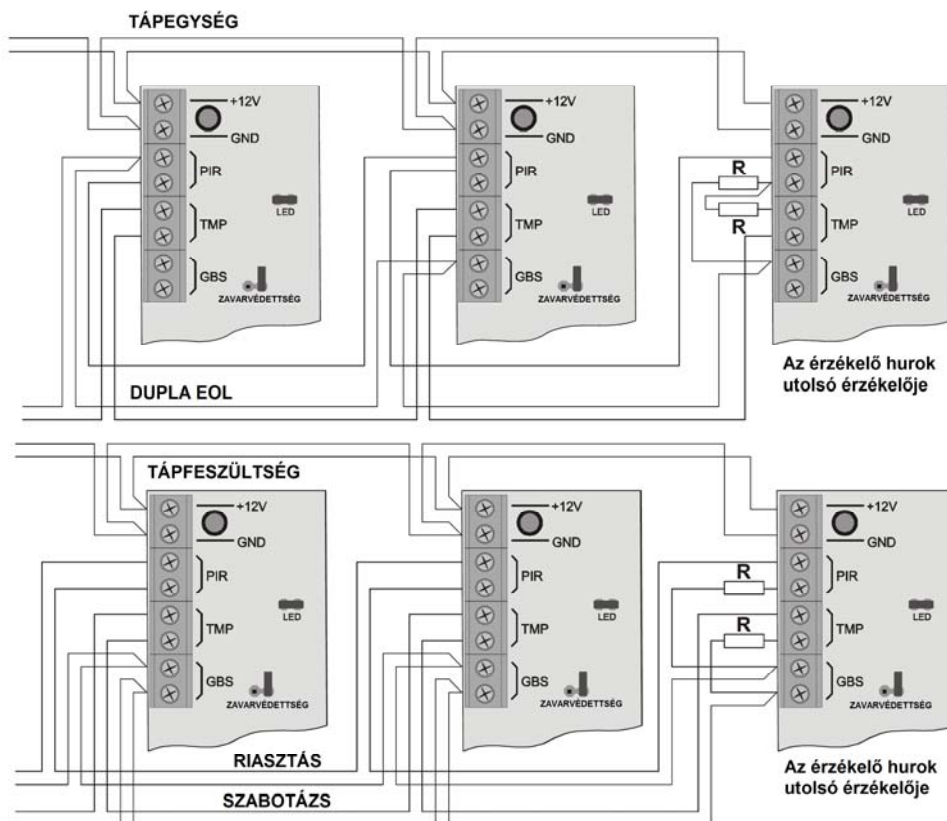 TÁPEGYSÉG
+12V
GND
PIR
LED
TMP
GBS
ZAVARVÉDETTSÉG
+12V
GND
PIR
LED
TMP
GBS
ZAVARVÉDETTSÉG
+12V
GND
R
PIR
LED
R
TMP
GBS
ZAVARVÉDETTSÉG
Az érzékelő hurok
utolsó érzékelője
DUPLA EOL
TÁPFESZÜLTSÉG
+12V
GND
PIR
LED
TMP
GBS
ZAVARVÉDETTSÉG
+12V
GND
PIR
LED
TMP
GBS
ZAVARVÉDETTSÉG
+12V
GND
R
PIR
LED
R
TMP
GBS
ZAVARVÉDETTSÉG
RIASZTÁS
SZABOTÁZS
Az érzékelő hurok
utolsó érzékelője